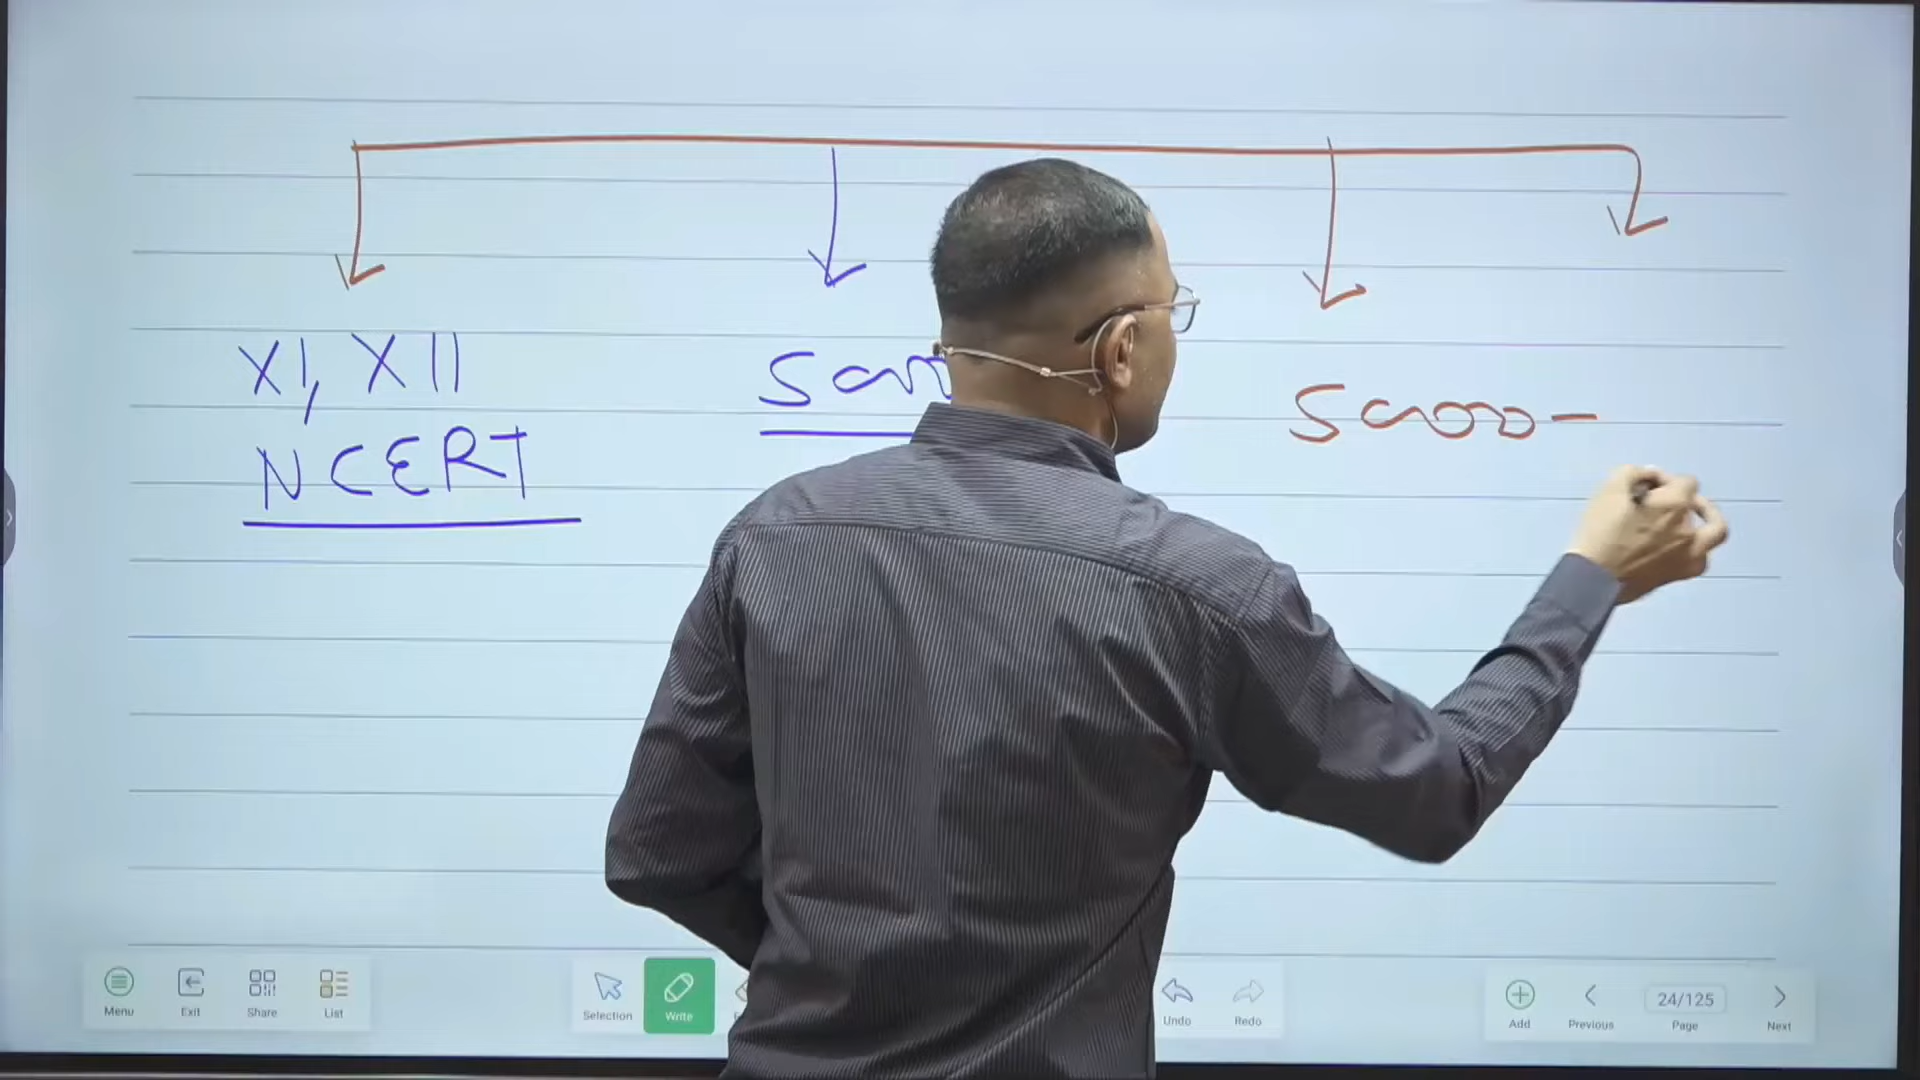 XI, XII
NCERT
5000-
Menu
Exit
Share
List
Selection
Write
Undo
Redo
Add
Previous
24/125
Page
Next